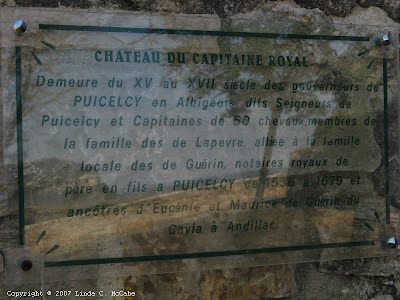 CHATEAU DU CAPITAINE ROYAL
Demeure du XV au XVII siècle des gouverneurs de
PUICELCY en Albigeois dits Seigneurs de
Puicelcy et Capitaines de 50 chevaux, membres de
la famille des de Lapeyre, alliée à la famille
locale des de Guérin, notaires royaux de
père en fils a PUICELCY de 1536 à 1679 et
ancêtres d'Eugénie et Maurice de Guérin, du
Cayla à Andillac.
© 2007 Linda C. McCabe